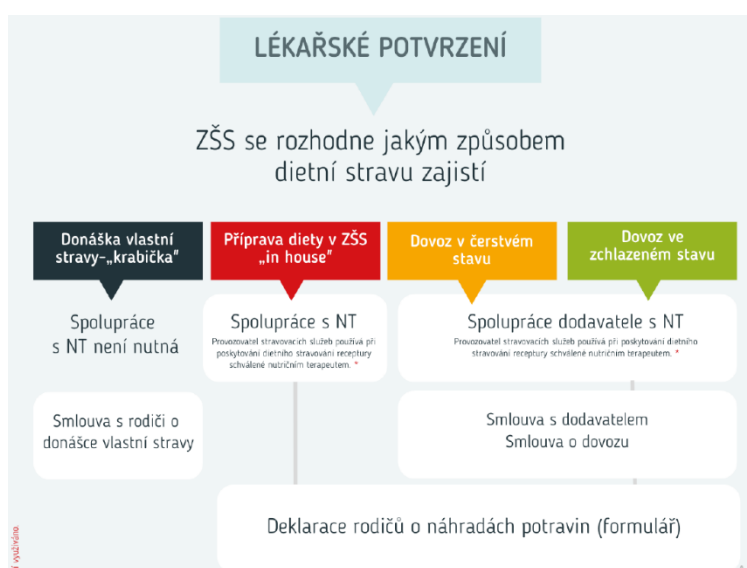 LÉKAŘSKÉ POTVRZENÍ
ZŠS se rozhodne jakým způsobem
dietní stravu zajistí
Donáška vlastní
stravy-„krabička"
Příprava diety v ZŠS
„in house"
Dovoz v čerstvém
stavu
Dovoz ve
zchlazeném stavu
Spolupráce
s NT není nutná
Spolupráce s NT
Provozovatel stravovacích služeb používá při
poskytování dietního stravování receptury
schválené nutričním terapeutem. *
Spolupráce dodavatele s NT
Provozovatel stravovacích služeb používá při poskytování dietního
stravování receptury schválené nutričním terapeutem. *
Smlouva s rodiči o
donášce vlastní stravy
Smlouva s dodavatelem
Smlouva o dovozu
Deklarace rodičů o náhradách potravin (formulář)
využíváno.